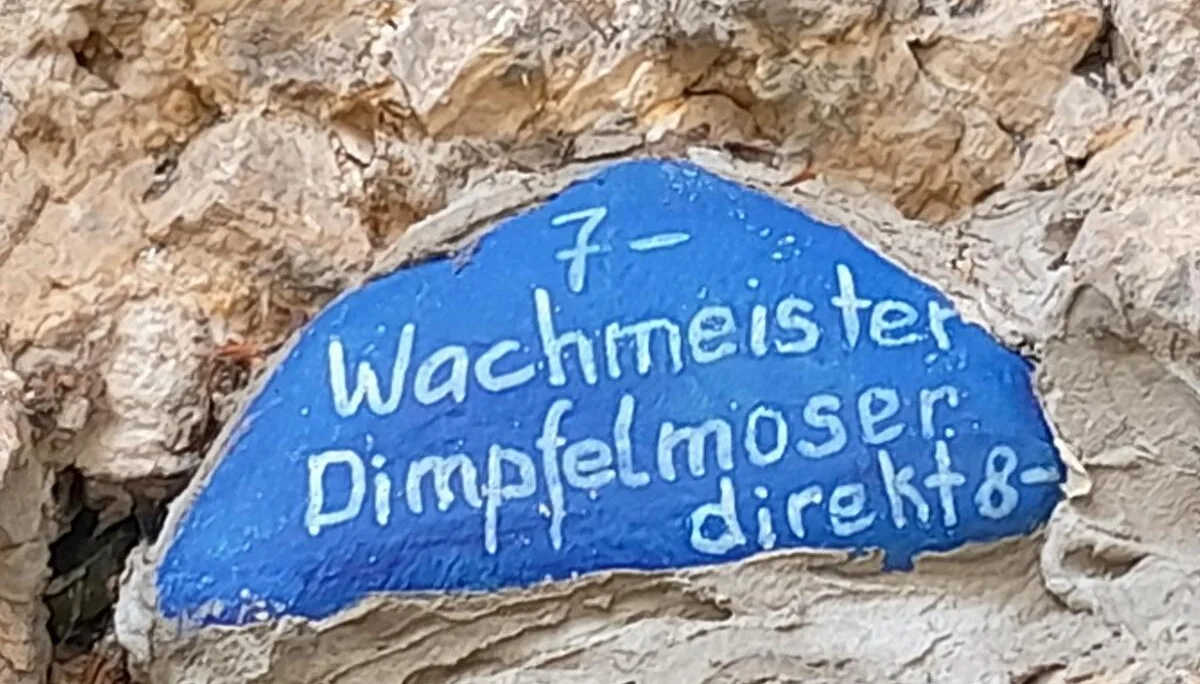 7-
Wachmeister
Dimpfelmoser
direkt 8-